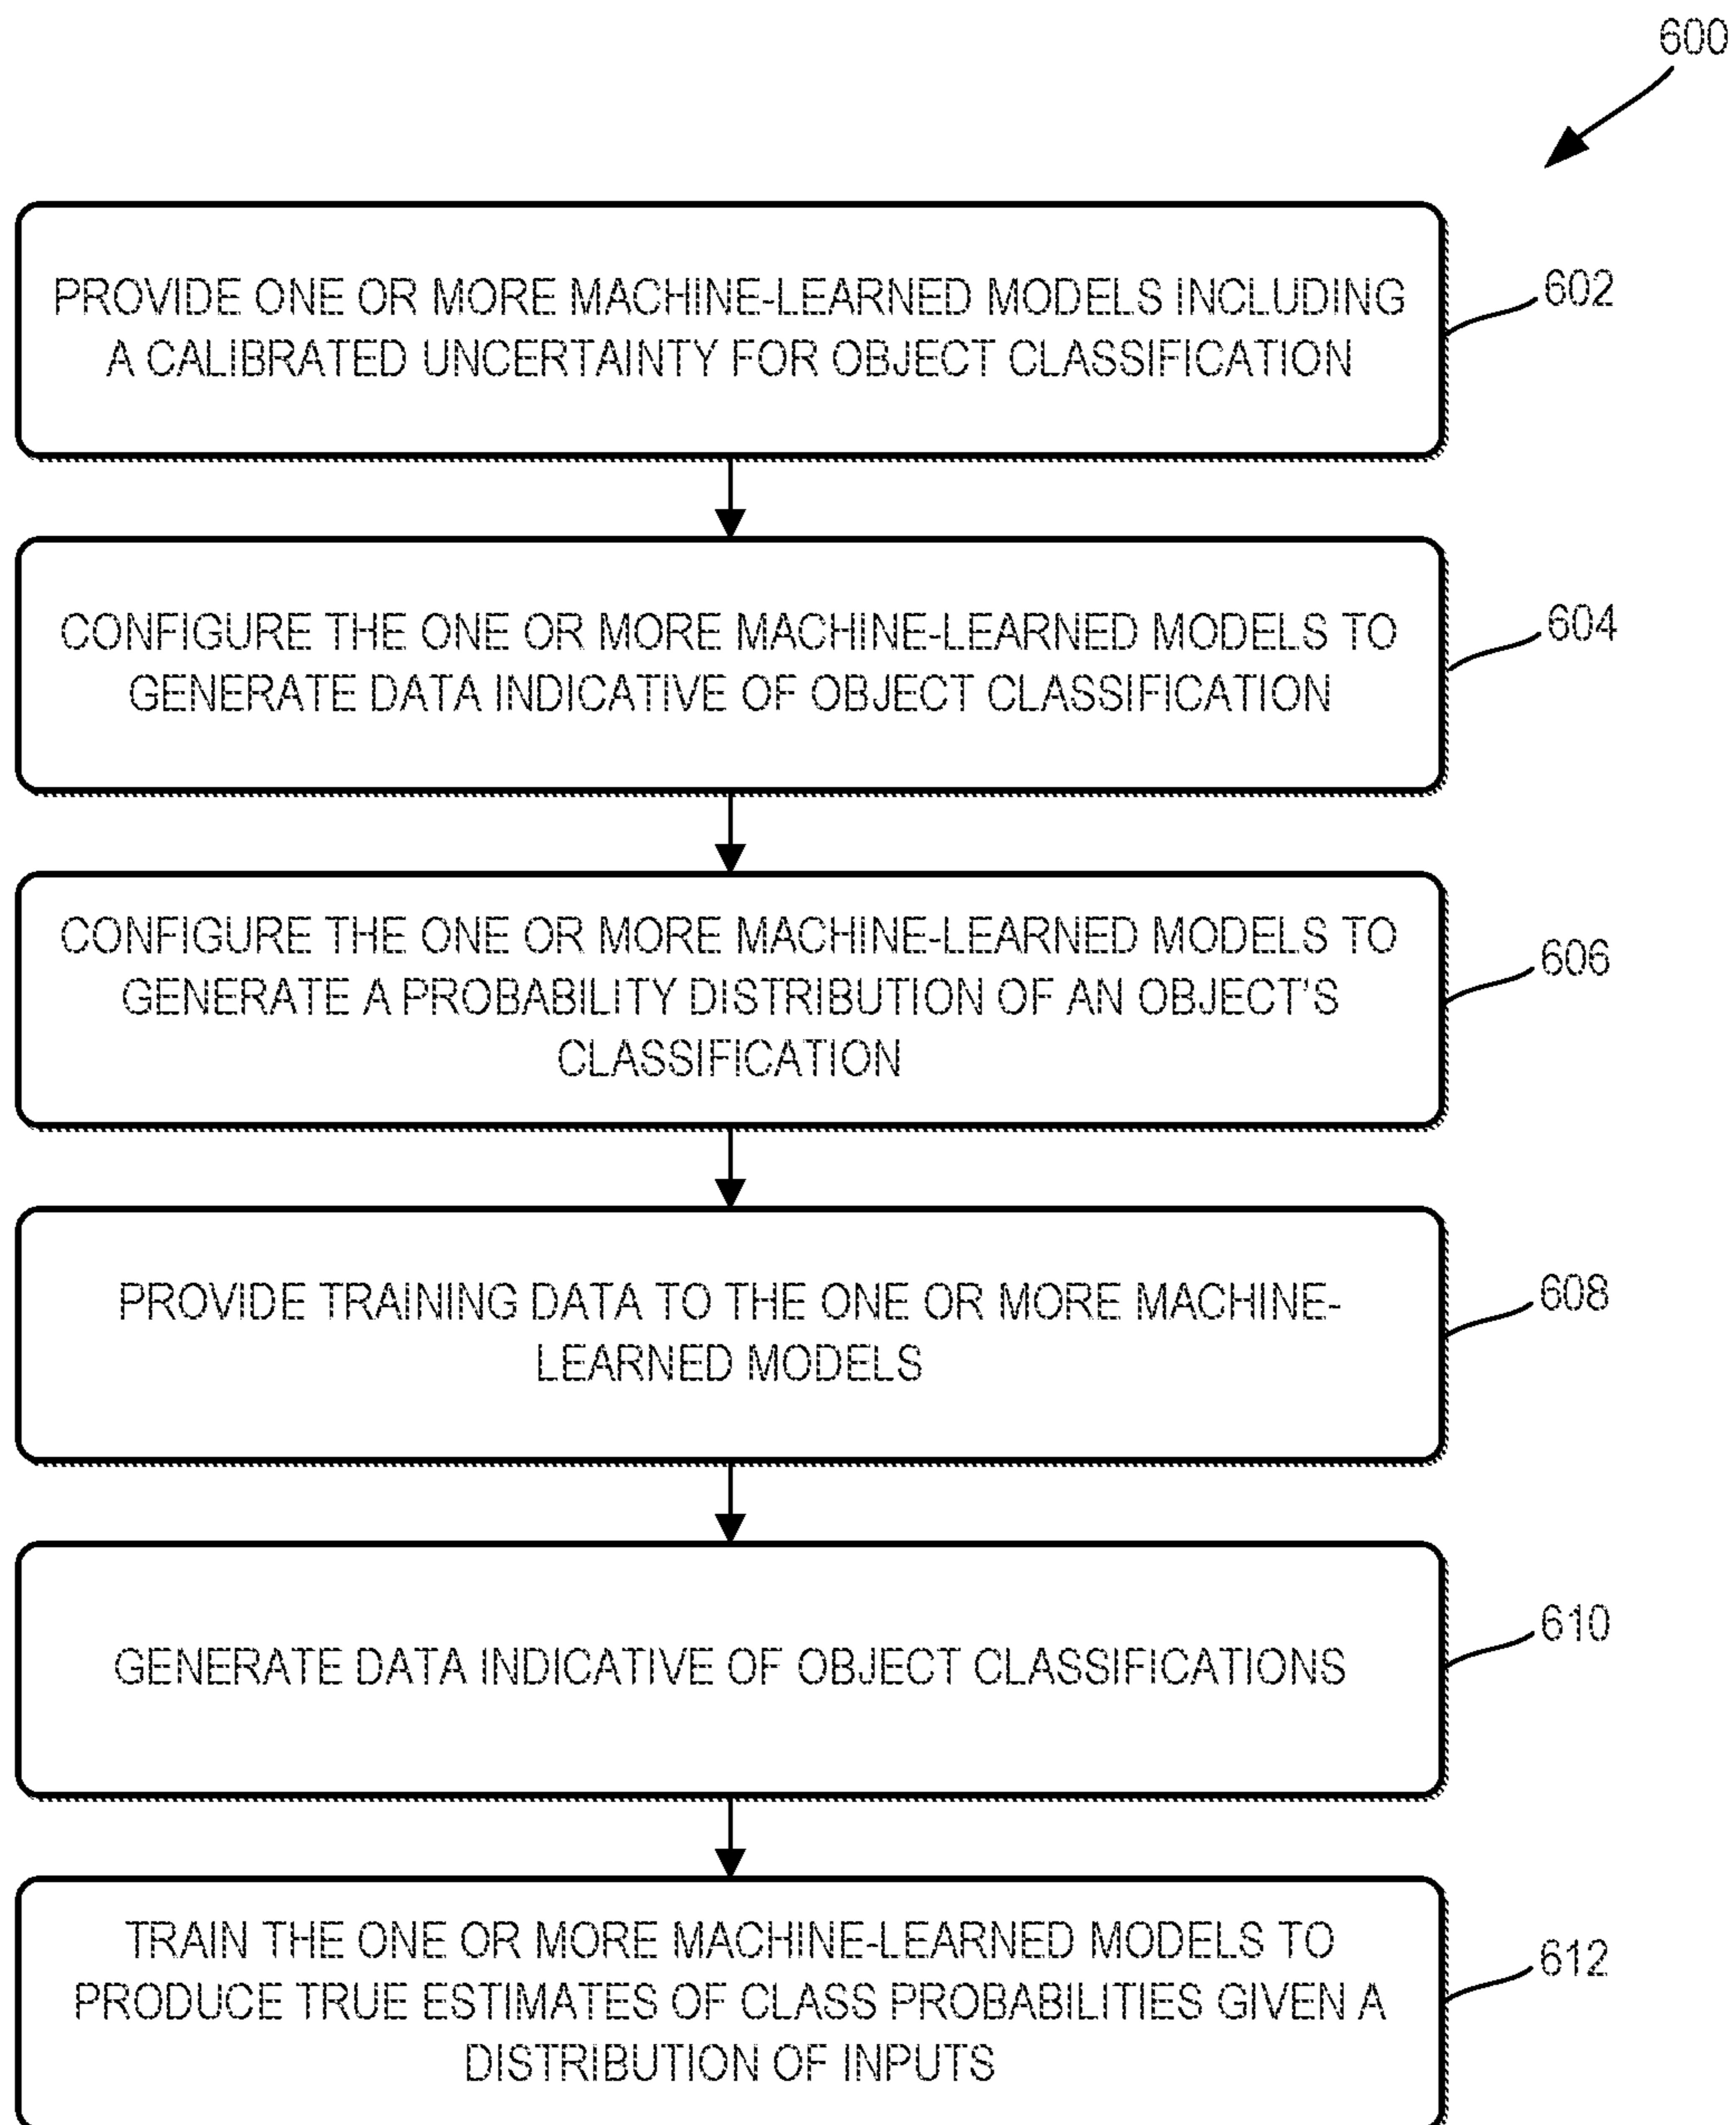 600
PROVIDE ONE OR MORE MACHINE-LEARNED MODELS INCLUDING
A CALIBRATED UNCERTAINTY FOR OBJECT CLASSIFICATION
602
CONFIGURE THE ONE OR MORE MACHINE-LEARNED MODELS TO
GENERATE DATA INDICATIVE OF OBJECT CLASSIFICATION
604
CONFIGURE THE ONE OR MORE MACHINE-LEARNED MODELS TO
GENERATE A PROBABILITY DISTRIBUTION OF AN OBJECT'S
CLASSIFICATION
606
PROVIDE TRAINING DATA TO THE ONE OR MORE MACHINE-
LEARNED MODELS
608
GENERATE DATA INDICATIVE OF OBJECT CLASSIFICATIONS
610
TRAIN THE ONE OR MORE MACHINE-LEARNED MODELS TO
PRODUCE TRUE ESTIMATES OF CLASS PROBABILITIES GIVEN A
DISTRIBUTION OF INPUTS
612